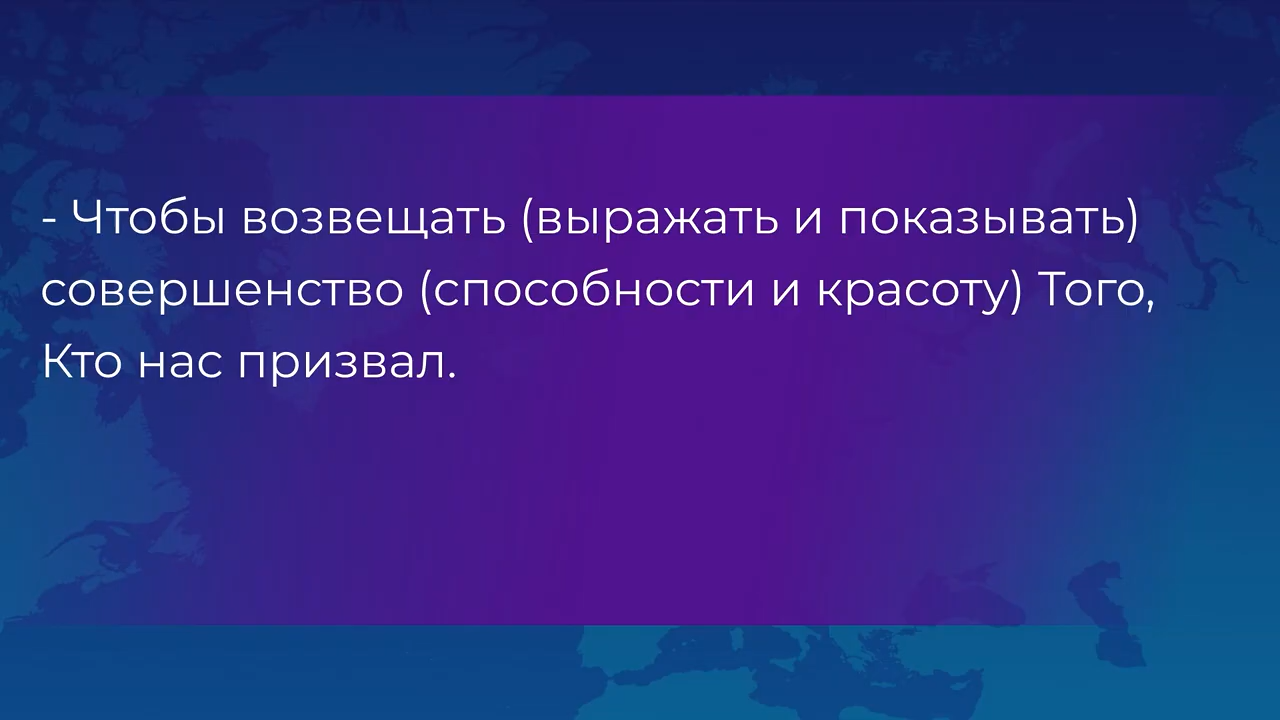 - Чтобы возвещать (выражать и показывать)
совершенство (способности и красоту) Того,
Кто нас призвал.